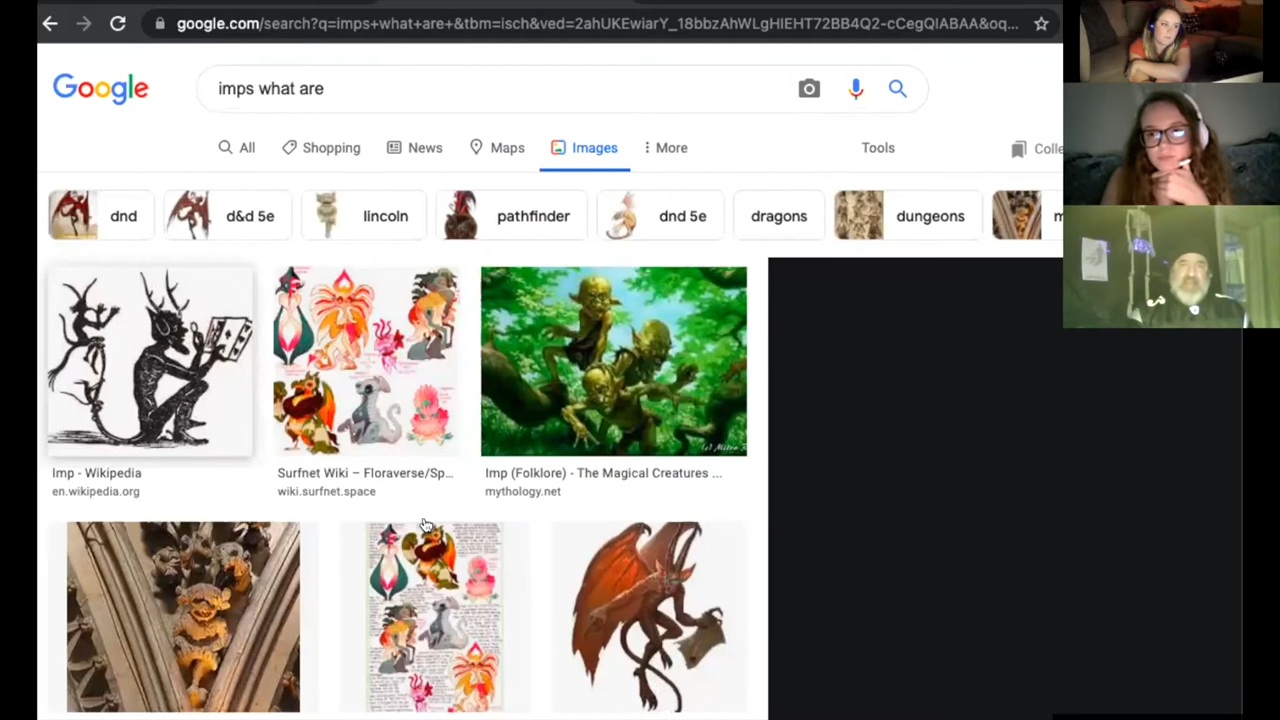 google.com/search?q=imps+what+are+&tbm=isch&ved=2ahUKEwiarY_18bbzAhWLgHIEHT72BB4Q2-cCegQIABAA&oq...
Google
imps what are
All
Shopping
News
Maps
Images
More
Tools
Colle
dnd
d&d 5e
lincoln
pathfinder
dnd 5e
dragons
dungeons
m
Imp - Wikipedia
en.wikipedia.org
Surfnet Wiki – Floraverse/Sp...
wiki.surfnet.space
Imp (Folklore) - The Magical Creatures ...
mythology.net